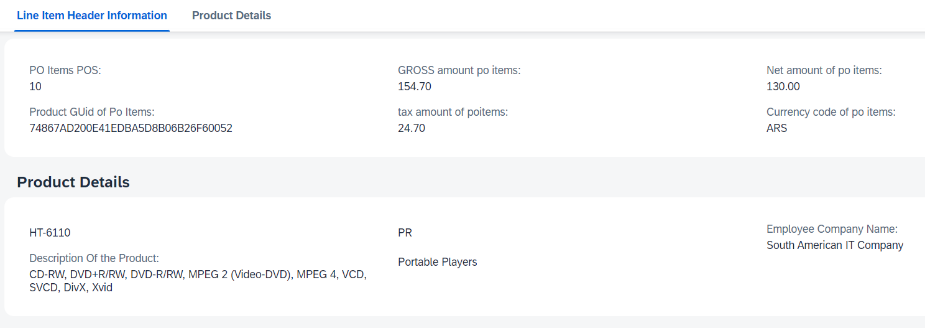 Line Item Header Information Product Details
PO Items POS:
10
GROSS amount po items:
154.70
Net amount of po items:
130.00
Product GUid of Po Items:
74867AD200E41EDBA5D8B06B26F60052
tax amount of poitems:
24.70
Currency code of po items:
ARS
Product Details
HT-6110
PR
Employee Company Name:
South American IT Company
Description Of the Product:
CD-RW, DVD+R/RW, DVD-R/RW, MPEG 2 (Video-DVD), MPEG 4, VCD,
SVCD, DivX, Xvid
Portable Players